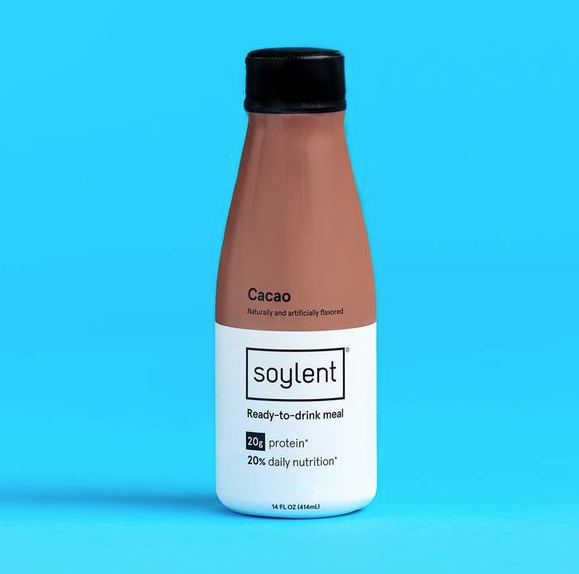 Cacao
Naturally and artificially flavored
soylent®
Ready-to-drink meal
20g protein*
20% daily nutrition*
14 FL OZ (414mL)